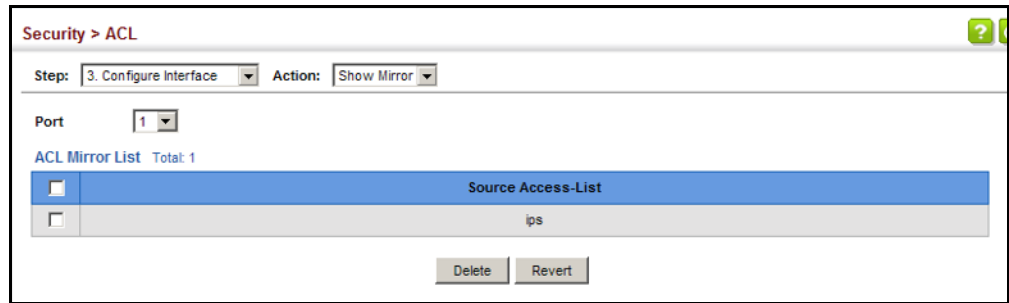 Security > ACL
?
Step: 3. Configure Interface Action: Show Mirror
Port 1
ACL Mirror List Total: 1
Source Access-List
ips
Delete Revert